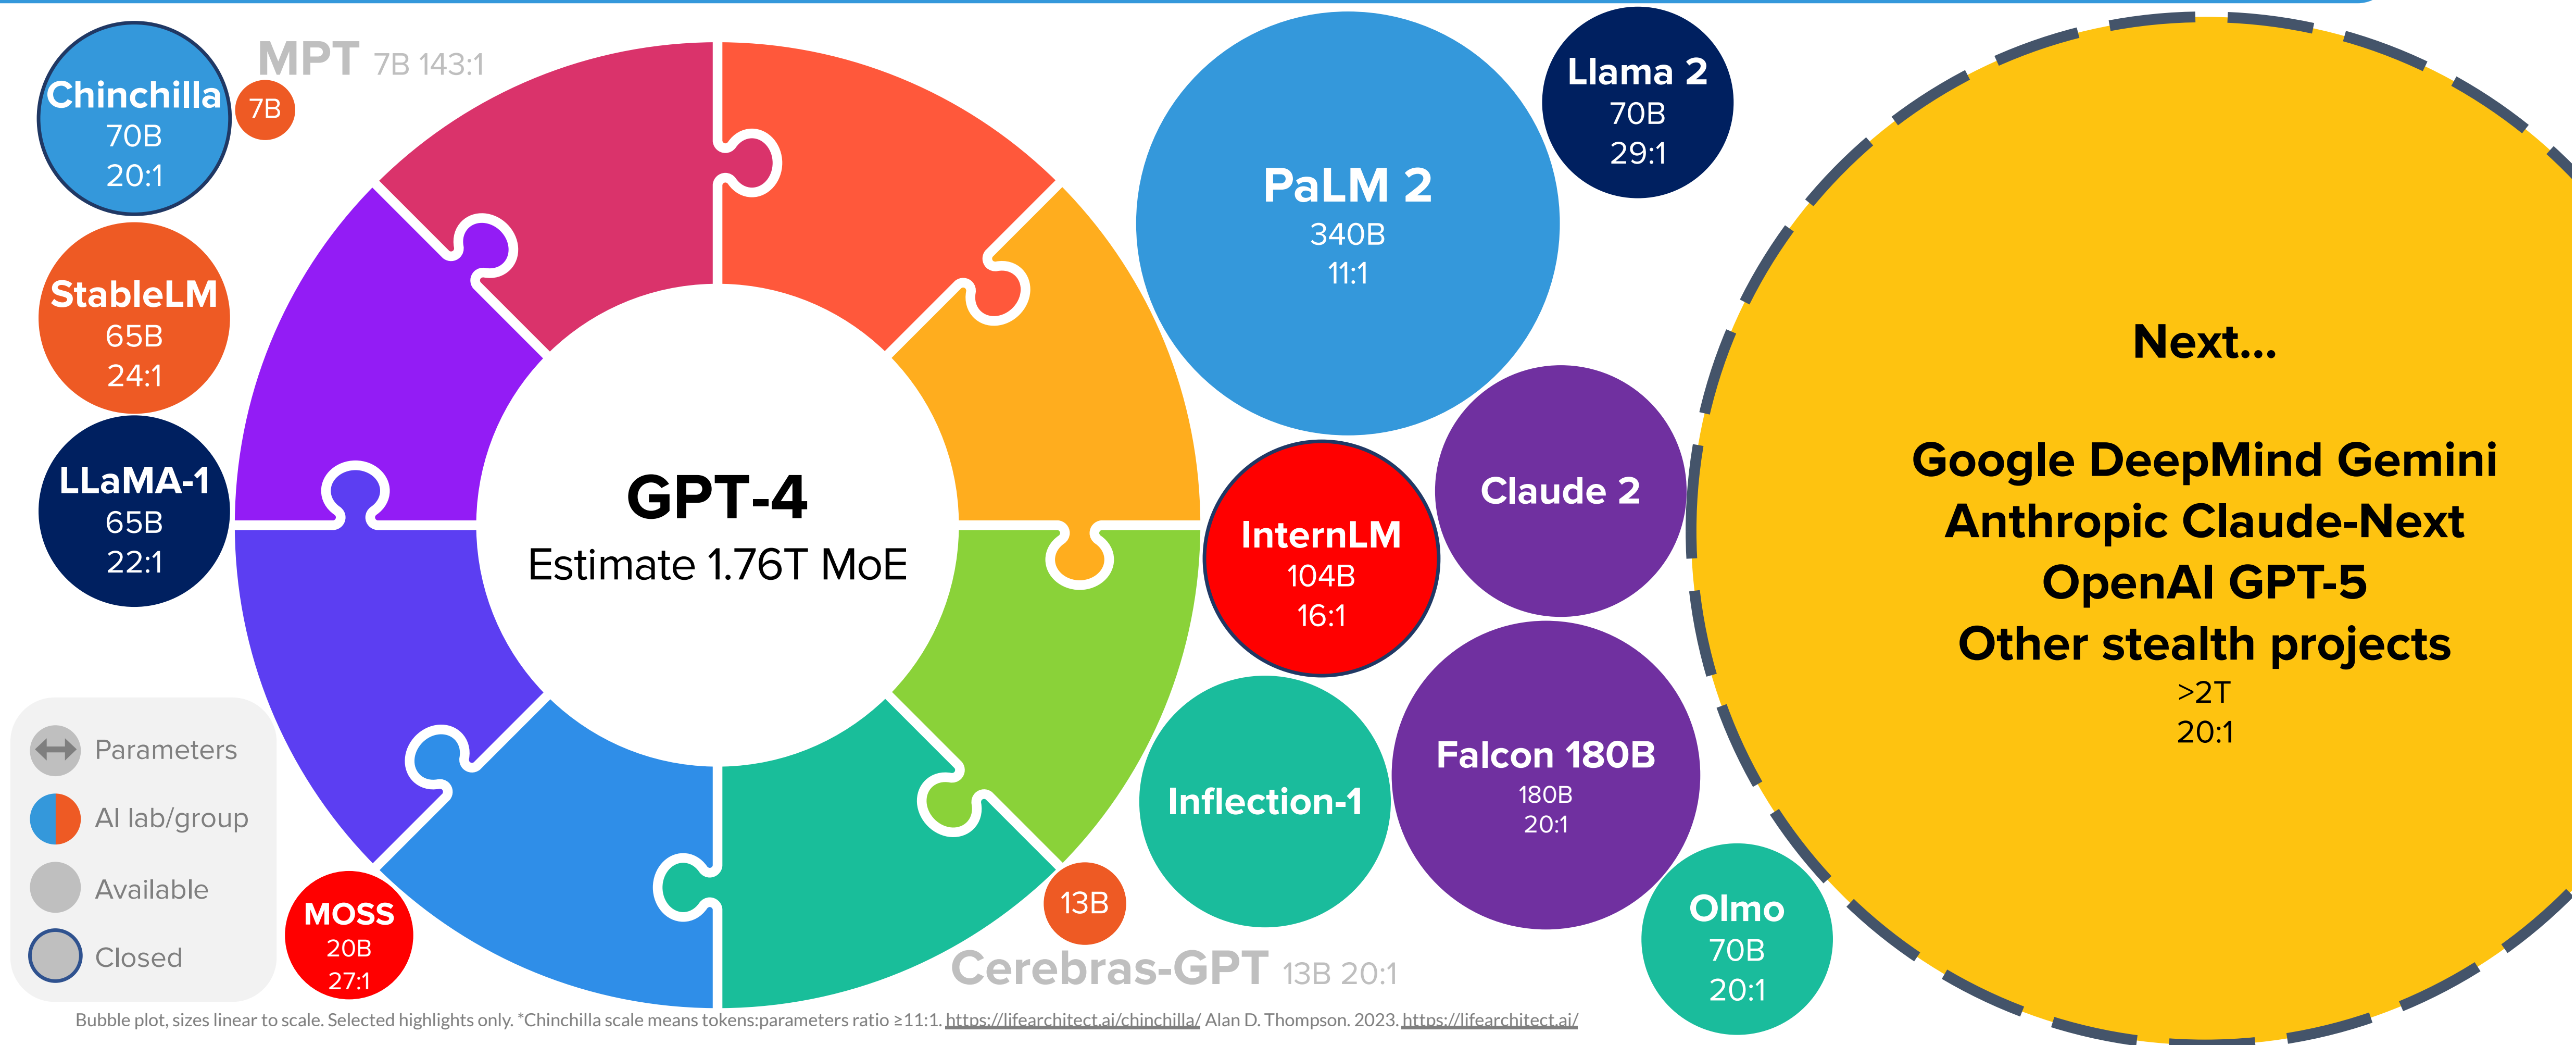 MPT 7B 143:1
Chinchilla
70B
20:1
7B
StableLM
65B
24:1
LLaMA-1
65B
22:1
GPT-4
Estimate 1.76T MoE
PaLM 2
340B
11:1
Llama 2
70B
29:1
Claude 2
InternLM
104B
16:1
Inflection-1
Falcon 180B
180B
20:1
Olmo
70B
20:1
Next...
Google DeepMind Gemini
Anthropic Claude-Next
OpenAI GPT-5
Other stealth projects
>2T
20:1
Parameters
AI lab/group
Available
Closed
MOSS
20B
27:1
13B
Cerebras-GPT 13B 20:1
Bubble plot, sizes linear to scale. Selected highlights only. *Chinchilla scale means tokens:parameters ratio ≥11:1. https://lifearchitect.ai/chinchilla/ Alan D. Thompson. 2023. https://lifearchitect.ai/